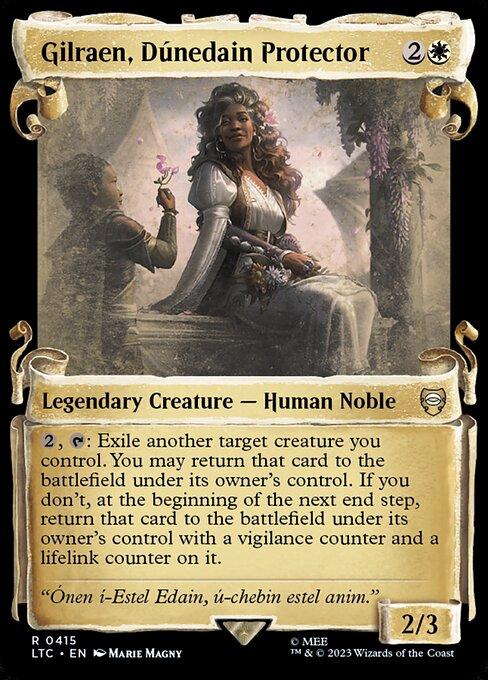 Gilraen, Dúnedain Protector 2
Legendary Creature — Human Noble
2, : Exile another target creature you
control. You may return that card to the
battlefield under its owner's control. If you
don't, at the beginning of the next end step,
return that card to the battlefield under its
owner's control with a vigilance counter and a
lifelink counter on it.
“Ónen í-Estel Edain, ú-chebin estel anim.”
2/3
R 0415
LTC • EN Marie Magny
© MEE
™ & © 2023 Wizards of the Coast